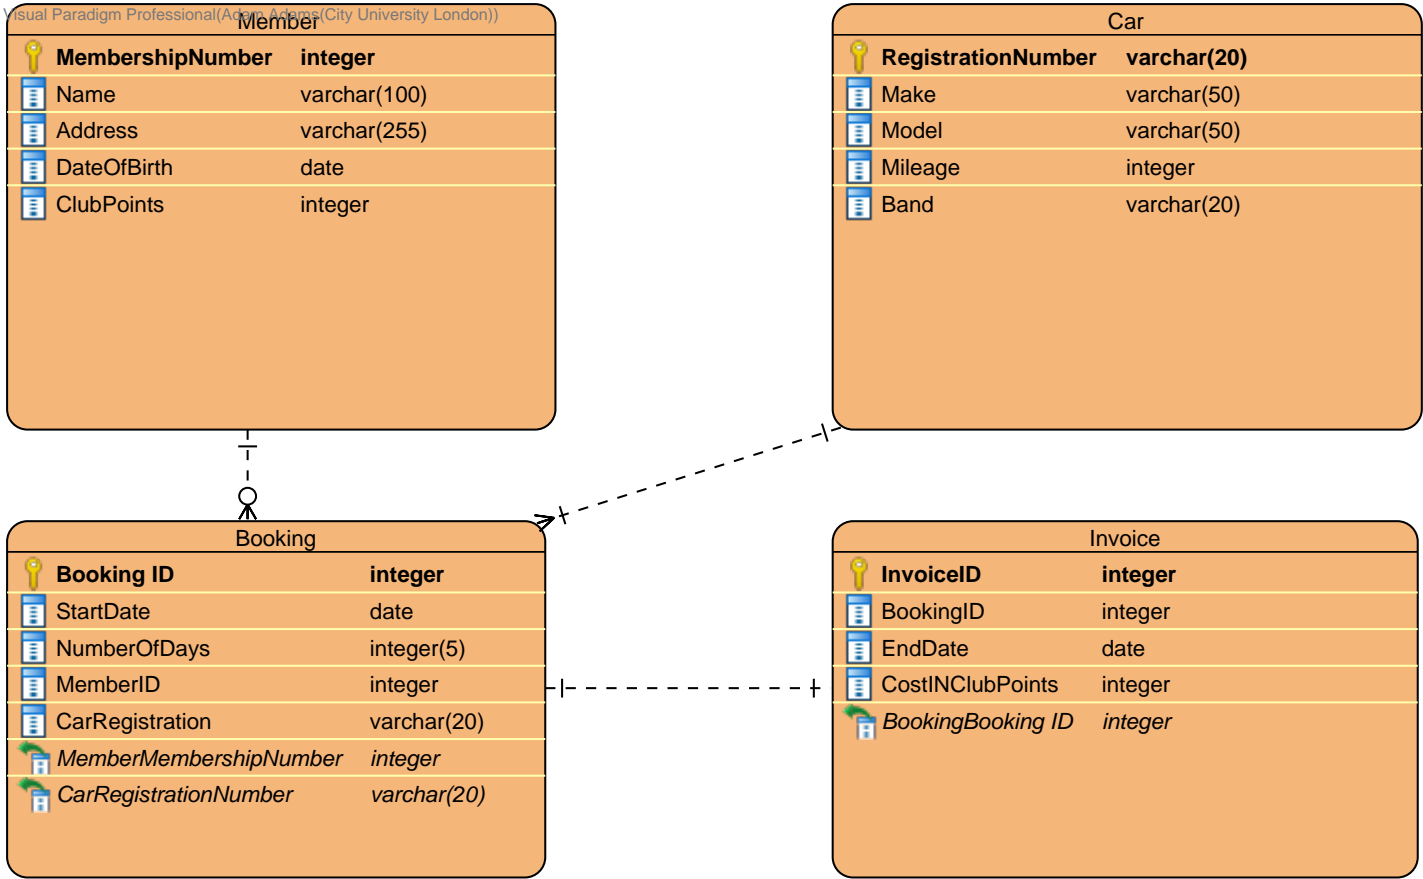 Visual Paradigm Professional(Adam Adams(City University London))
Member
MembershipNumber integer
Name varchar(100)
Address varchar(255)
DateOfBirth date
ClubPoints integer
Car
RegistrationNumber varchar(20)
Make varchar(50)
Model varchar(50)
Mileage integer
Band varchar(20)
Booking
Booking ID integer
StartDate date
NumberOfDays integer(5)
MemberID integer
CarRegistration varchar(20)
MemberMembershipNumber integer
CarRegistrationNumber varchar(20)
Invoice
InvoiceID integer
BookingID integer
EndDate date
CostINClubPoints integer
BookingBooking ID integer